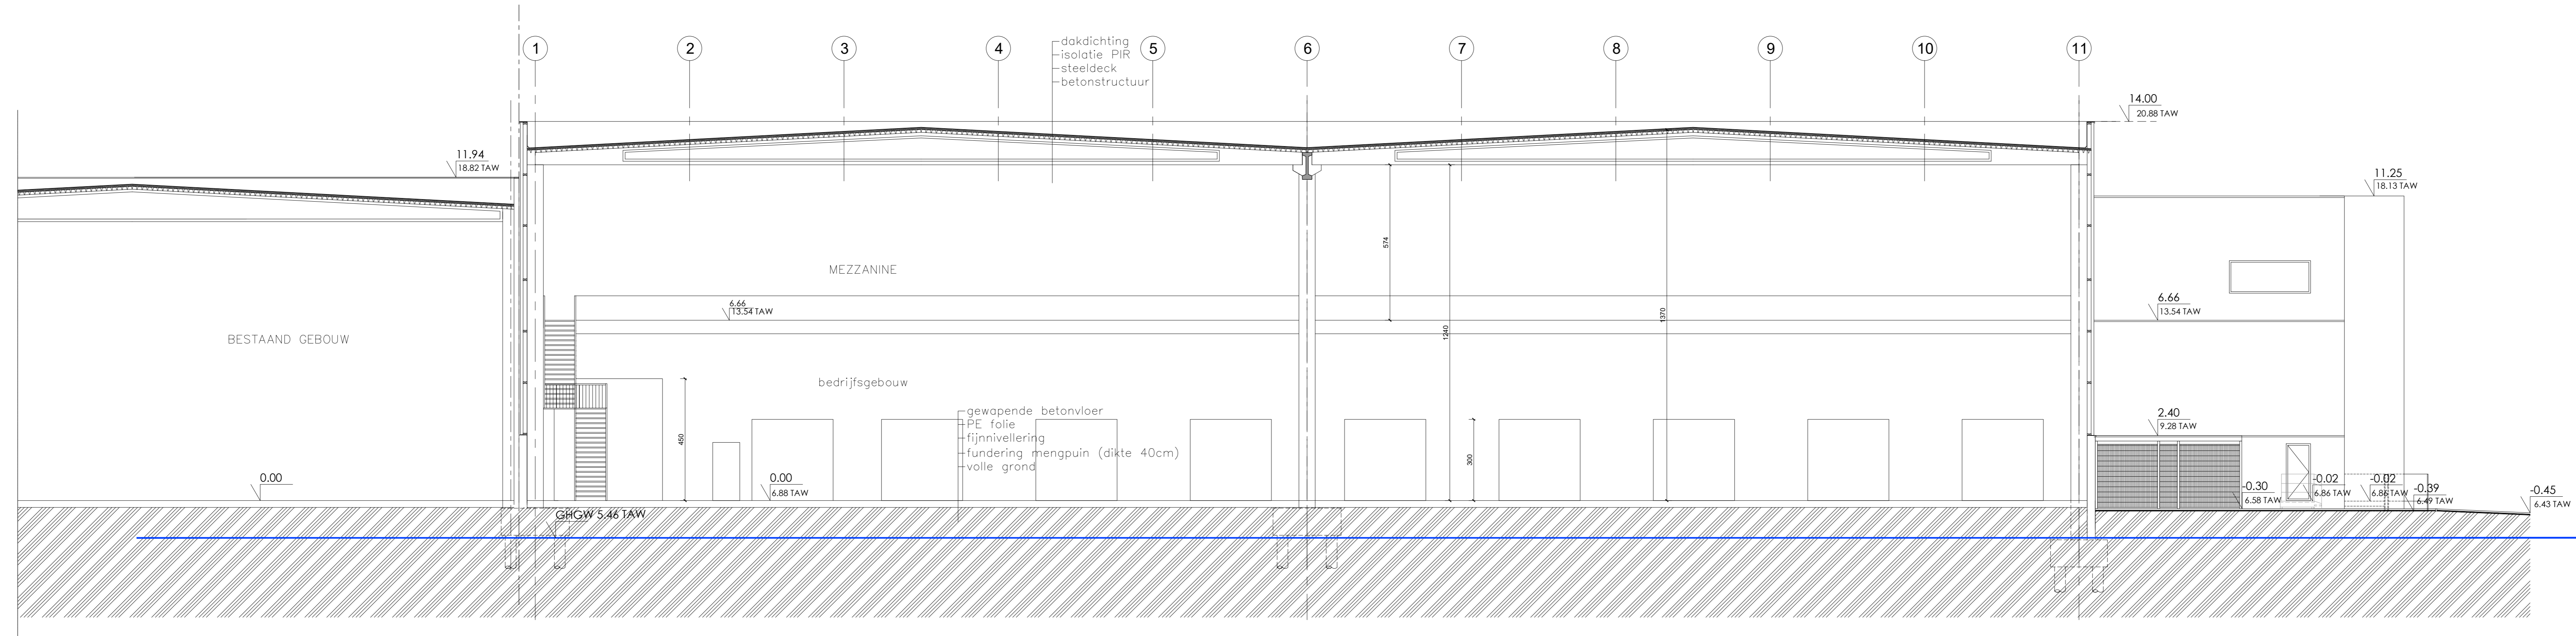 1
2
3
4
5
6
7
8
9
10
11
dakdichting
isolatie PIR
steeldeck
betonstructuur
14.00
20.88 TAW
11.94
18.82 TAW
11.25
18.13 TAW
574
MEZZANINE
6.66
13.54 TAW
6.66
13.54 TAW
1370
1240
BESTAAND GEBOUW
bedrijfsgebouw
gewapende betonvloer
PE folie
fijnnivellering
fundering mengpuin (dikte 40cm)
volle grond
450
300
2.40
9.28 TAW
0.00
0.00
6.88 TAW
-0.30
6.58 TAW
-0.02
6.86 TAW
-0.02
6.86 TAW
-0.39
6.49 TAW
-0.45
6.43 TAW
GHGW 5.46 TAW